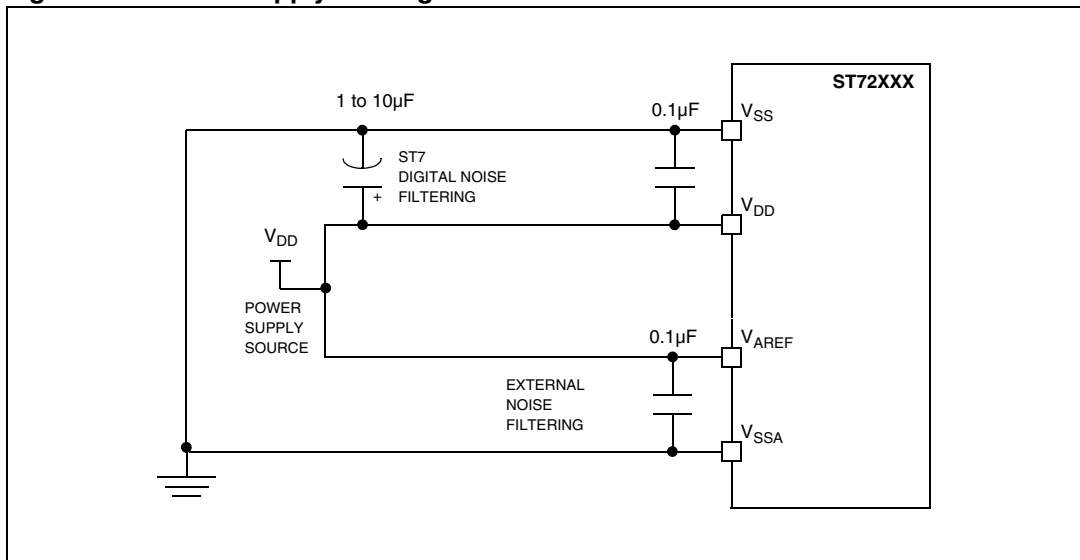 ST72XXX
1 to 10µF
0.1µF
VSS
ST7
DIGITAL NOISE
+ FILTERING
VDD
VDD
POWER
SUPPLY
SOURCE
0.1µF
VAREF
EXTERNAL
NOISE
FILTERING
VSSA